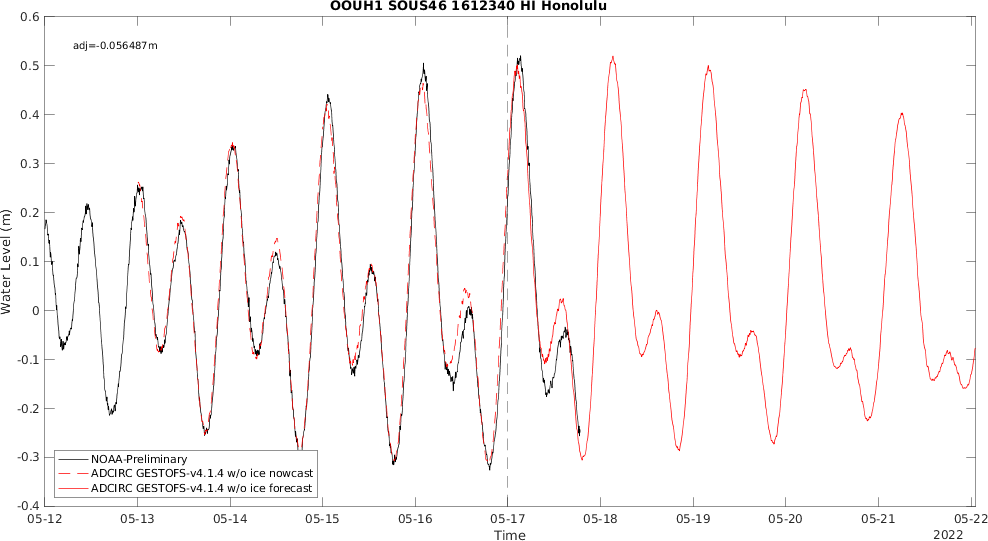 OOUH1 SOUS46 1612340 HI Honolulu
adj=-0.056487m
0.6
0.5
0.4
0.3
0.2
0.1
0
-0.1
-0.2
-0.3
-0.4
Water Level (m)
NOAA-Preliminary
ADCIRC GESTOFS-v4.1.4 w/o ice nowcast
ADCIRC GESTOFS-v4.1.4 w/o ice forecast
05-12 05-13 05-14 05-15 05-16 05-17 05-18 05-19 05-20 05-21 05-22
Time
2022